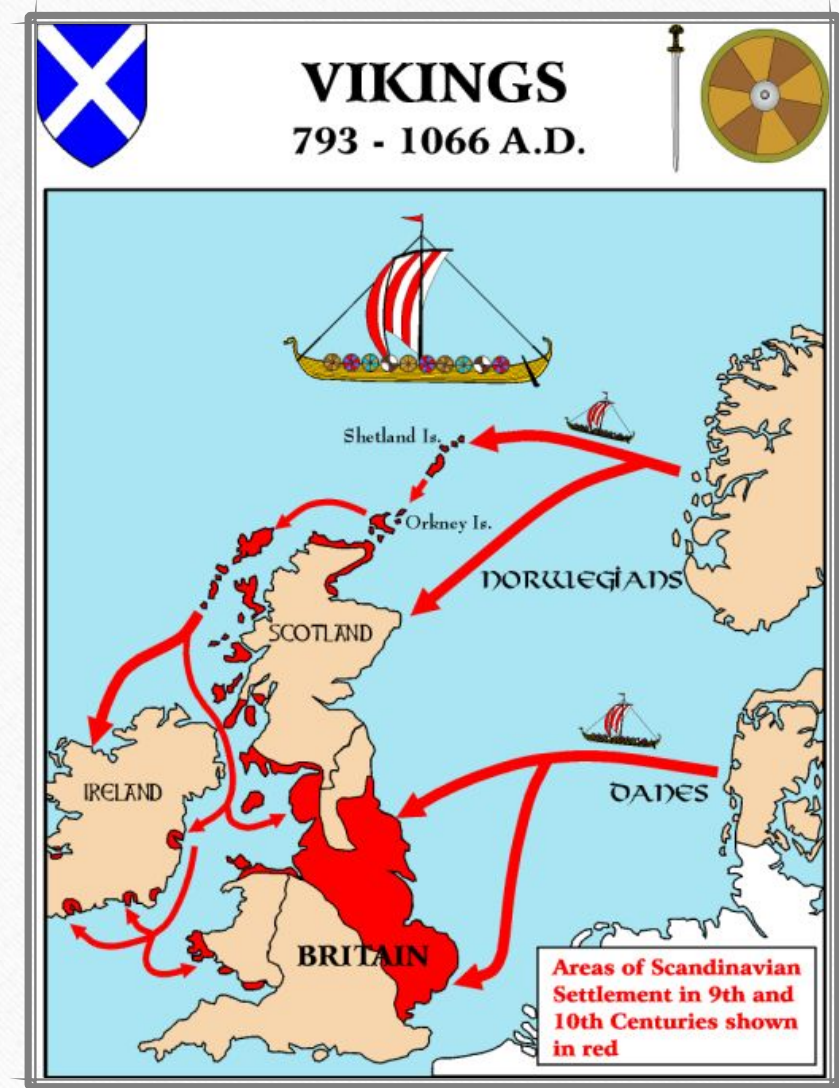 VIKINGS
793 - 1066 A.D.
Shetland Is.
Orkney Is.
NORWEGIANS
SCOTLAND
IRELAND
DANES
BRITAIN
Areas of Scandinavian
Settlement in 9th and
10th Centuries shown
in red